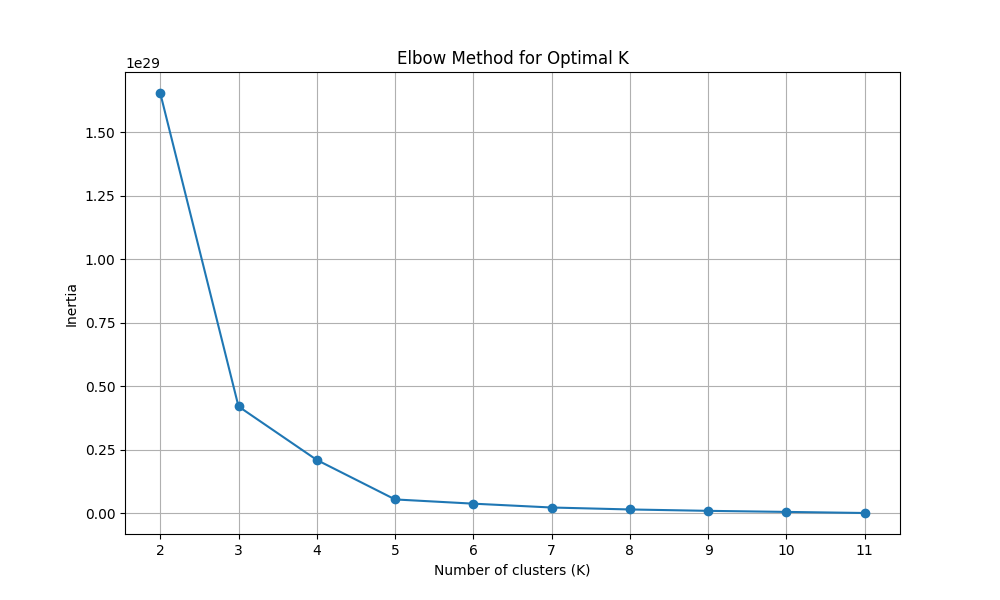 Elbow Method for Optimal K
1e29
1.50
1.25
1.00
0.75
0.50
0.25
0.00
Inertia
2 3 4 5 6 7 8 9 10 11
Number of clusters (K)